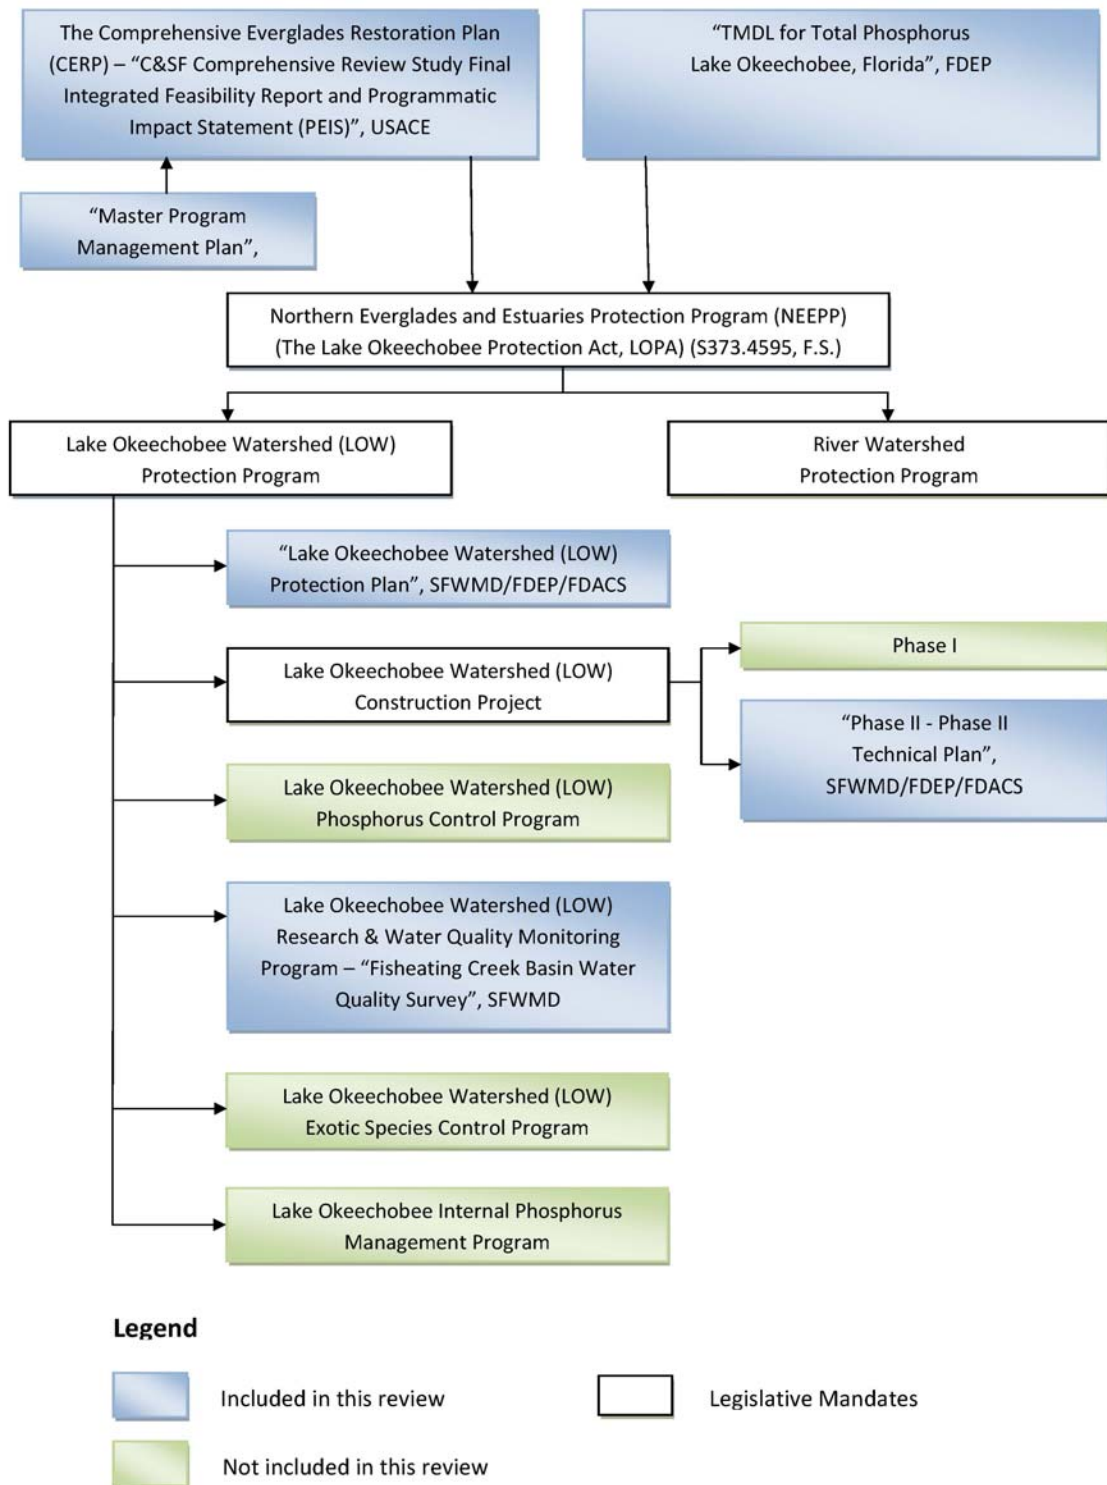 The Comprehensive Everglades Restoration Plan
(CERP) – “C&SF Comprehensive Review Study Final
Integrated Feasibility Report and Programmatic
Impact Statement (PEIS)”, USACE
“TMDL for Total Phosphorus
Lake Okeechobee, Florida”, FDEP
“Master Program
Management Plan”,
Northern Everglades and Estuaries Protection Program (NEEPP)
(The Lake Okeechobee Protection Act, LOPA) (S373.4595, F.S.)
Lake Okeechobee Watershed (LOW)
Protection Program
River Watershed
Protection Program
“Lake Okeechobee Watershed (LOW)
Protection Plan”, SFWMD/FDEP/FDACS
Lake Okeechobee Watershed (LOW)
Construction Project
Phase I
“Phase II - Phase II
Technical Plan”,
SFWMD/FDEP/FDACS
Lake Okeechobee Watershed (LOW)
Phosphorus Control Program
Lake Okeechobee Watershed (LOW)
Research & Water Quality Monitoring
Program – “Fisheating Creek Basin Water
Quality Survey”, SFWMD
Lake Okeechobee Watershed (LOW)
Exotic Species Control Program
Lake Okeechobee Internal Phosphorus
Management Program
Legend
Included in this review
Legislative Mandates
Not included in this review